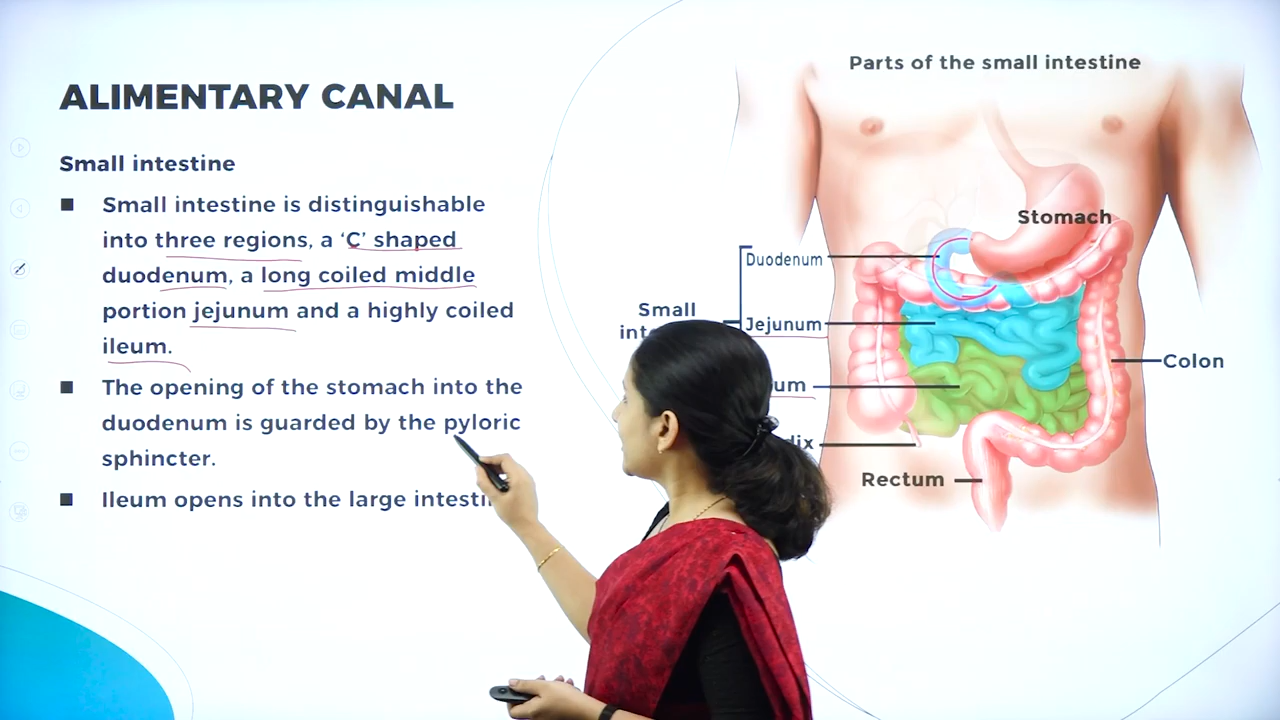 ALIMENTARY CANAL
Small intestine
■ Small intestine is distinguishable
into three regions, a ‘C’ shaped
duodenum, a long coiled middle
portion jejunum and a highly coiled
ileum.
■ The opening of the stomach into the
duodenum is guarded by the pyloric
sphincter.
■ Ileum opens into the large
Parts of the small intestine
Stomach
Duodenum
Small
Jejunum
Colon
Rectum